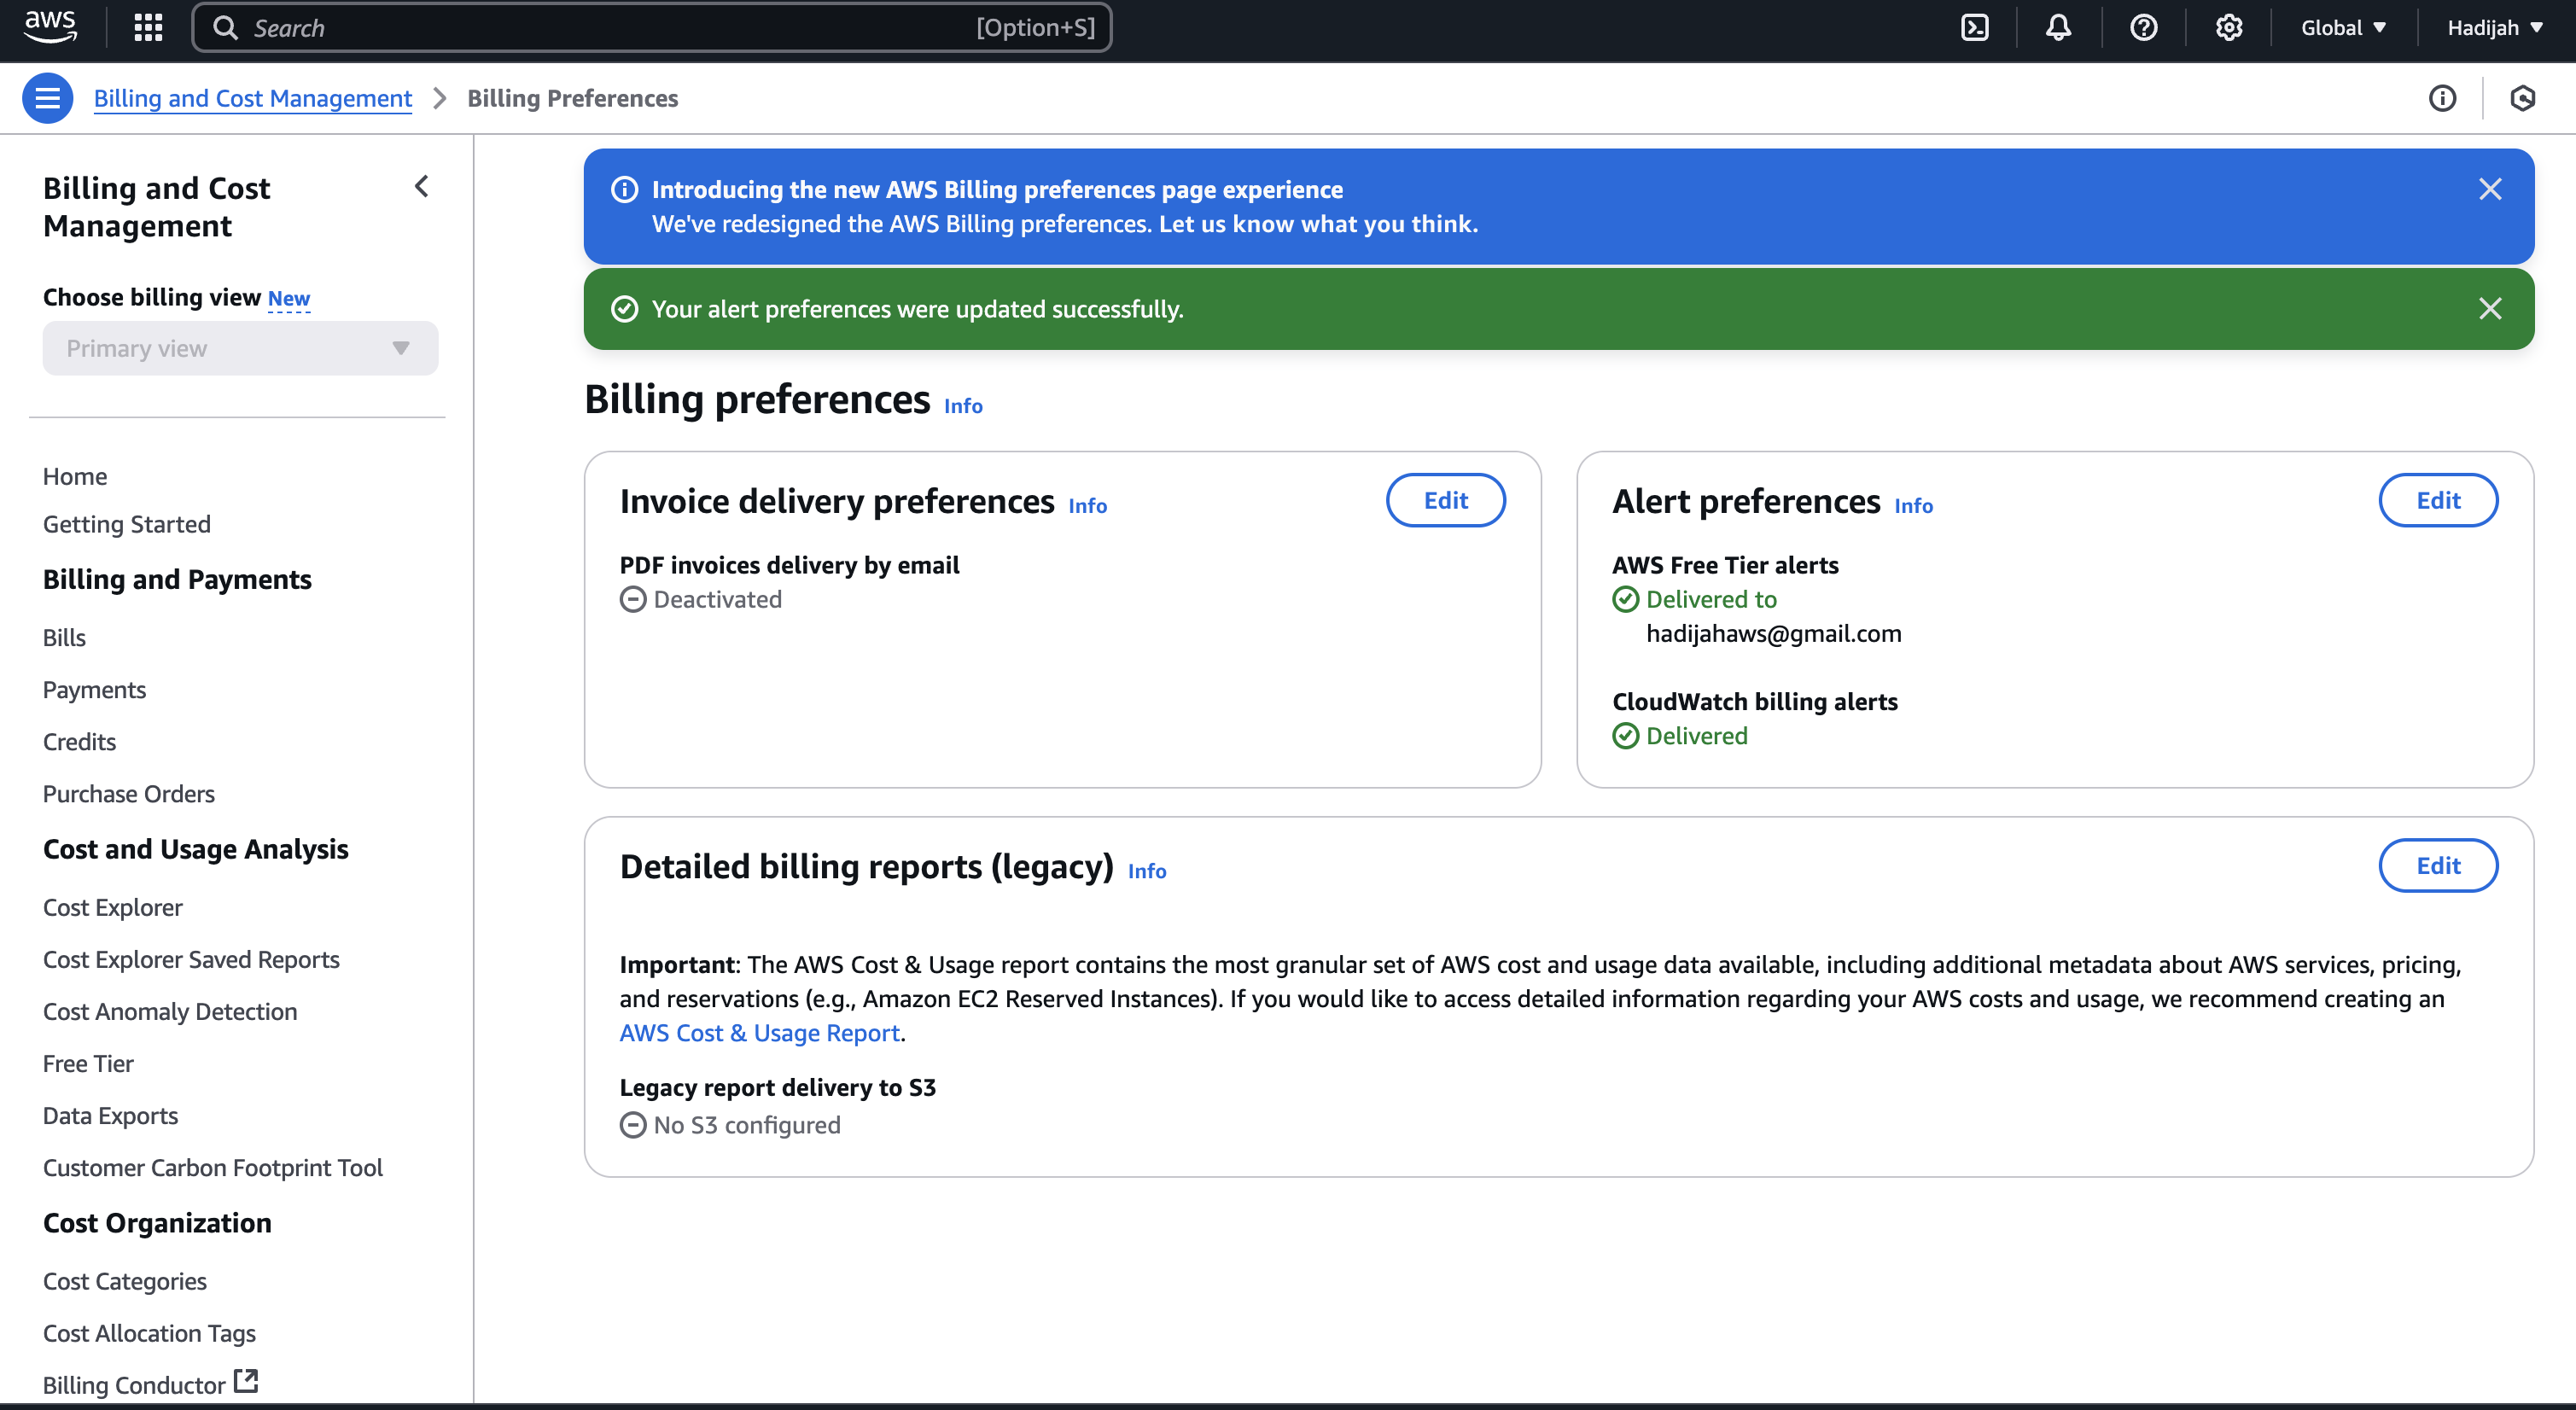 aws
Search
[Option+S]
Global
Hadijah
Billing and Cost Management
Billing Preferences
Billing and Cost
Management
Choose billing view New
Primary view
Home
Getting Started
Billing and Payments
Bills
Payments
Credits
Purchase Orders
Cost and Usage Analysis
Cost Explorer
Cost Explorer Saved Reports
Cost Anomaly Detection
Free Tier
Data Exports
Customer Carbon Footprint Tool
Cost Organization
Cost Categories
Cost Allocation Tags
Billing Conductor
Introducing the new AWS Billing preferences page experience
We've redesigned the AWS Billing preferences. Let us know what you think.
Your alert preferences were updated successfully.
Billing preferences Info
Invoice delivery preferences Info
Edit
PDF invoices delivery by email
Deactivated
Alert preferences Info
Edit
AWS Free Tier alerts
Delivered to
hadijahaws@gmail.com
CloudWatch billing alerts
Delivered
Detailed billing reports (legacy) Info
Edit
Important: The AWS Cost & Usage report contains the most granular set of AWS cost and usage data available, including additional metadata about AWS services, pricing,
and reservations (e.g., Amazon EC2 Reserved Instances). If you would like to access detailed information regarding your AWS costs and usage, we recommend creating an
AWS Cost & Usage Report.
Legacy report delivery to S3
No S3 configured